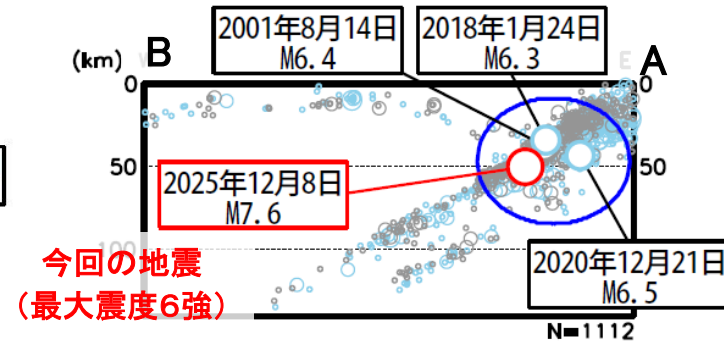 2001年8月14日
M6.4
2018年1月24日
M6.3
(km)
B
A
E
0
0
50
50
2025年12月8日
M7.6
100
今回の地震
（最大震度６強）
2020年12月21日
M6.5
N=1112